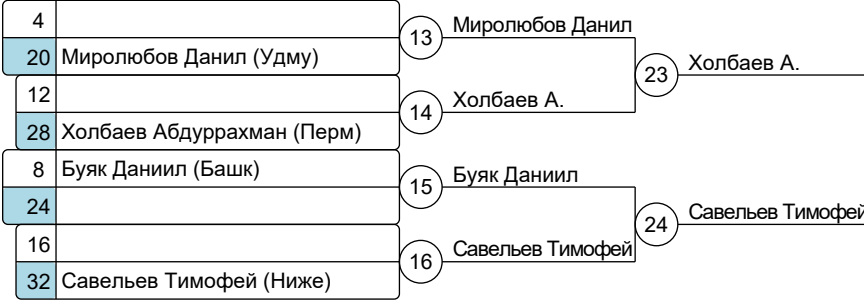 4
13
Миролюбов Данил
20 Миролюбов Данил (Удму)
23
Холбаев А.
12
14
Холбаев А.
28 Холбаев Абдуррахман (Перм)
8 Буяк Даниил (Башк)
15
Буяк Даниил
24
24
Савельев Тимофей
16
16
Савельев Тимофей
32 Савельев Тимофей (Ниже)